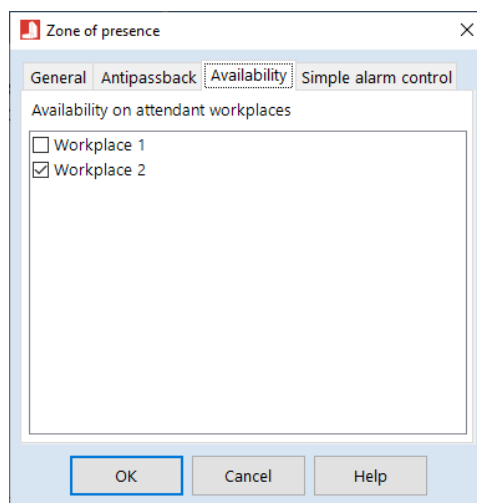 Zone of presence
General Antipassback Availability Simple alarm control
Availability on attendant workplaces
Workplace 1
Workplace 2
OK Cancel Help